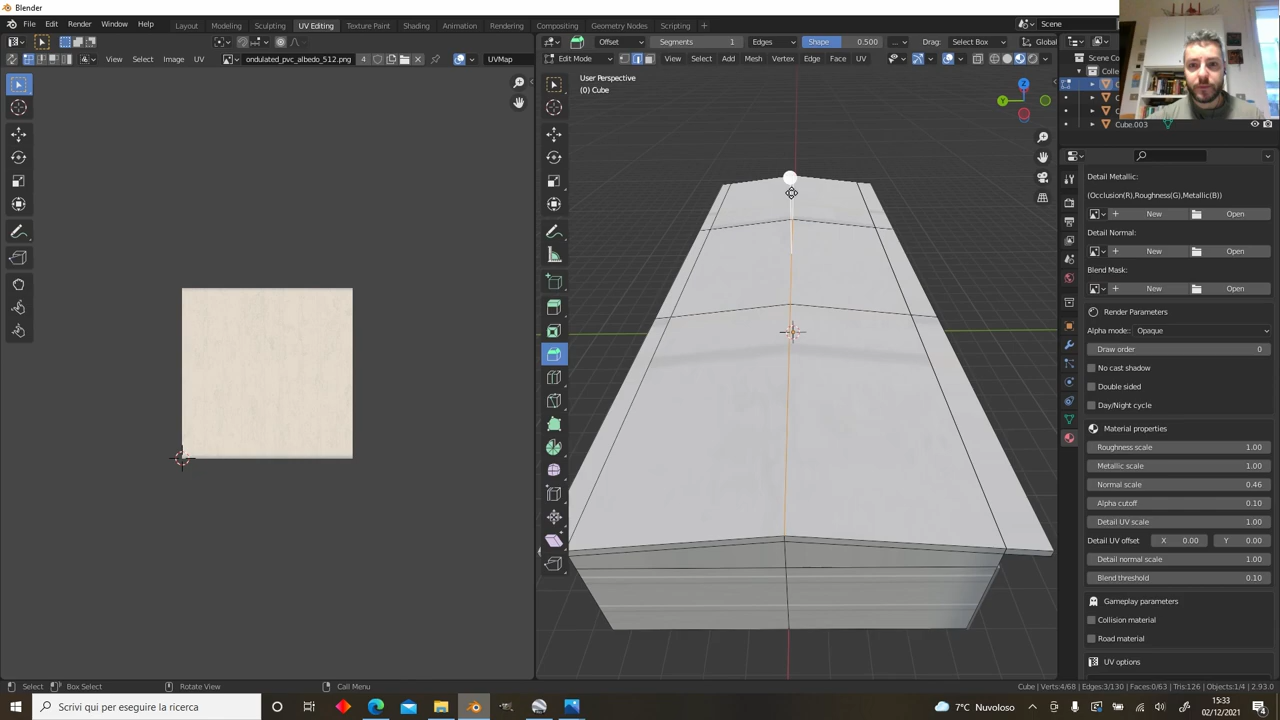 Blender
File Edit Render Window Help Layout Modeling Sculpting UV Editing Texture Paint Shading Animation Rendering Compositing Geometry Nodes Scripting + Scene
Offset Segments 1 Edges Shape 0.500 ... Drag: Select Box Global
View Select Image UV ondulated_pvc_albedo_512.png 4 UVMap Edit Mode View Select Add Mesh Vertex Edge Face UV
Scene Co
Collec
Cube.003
User Perspective
(0) Cube
Z
Y
Detail Metallic:
(Occlusion(R),Roughness(G),Metallic(B))
+ New Open
Detail Normal:
+ New Open
Blend Mask:
+ New Open
Render Parameters
Alpha mode: Opaque
Draw order 0
No cast shadow
Double sided
Day/Night cycle
Material properties
Roughness scale 1.00
Metallic scale 1.00
Normal scale 0.46
Alpha cutoff 0.10
Detail UV scale 1.00
Detail UV offset X 0.00 Y 0.00
Detail normal scale 1.00
Blend threshold 0.10
Gameplay parameters
Collision material
Road material
UV options
Select Box Select Rotate View Call Menu Cube | Verts:4/68 | Edges:3/130 | Faces:0/63 | Tris:126 | Objects:1/4 | 2.93.0
Scrivi qui per eseguire la ricerca 7°C Nuvoloso 15:33
02/12/2021